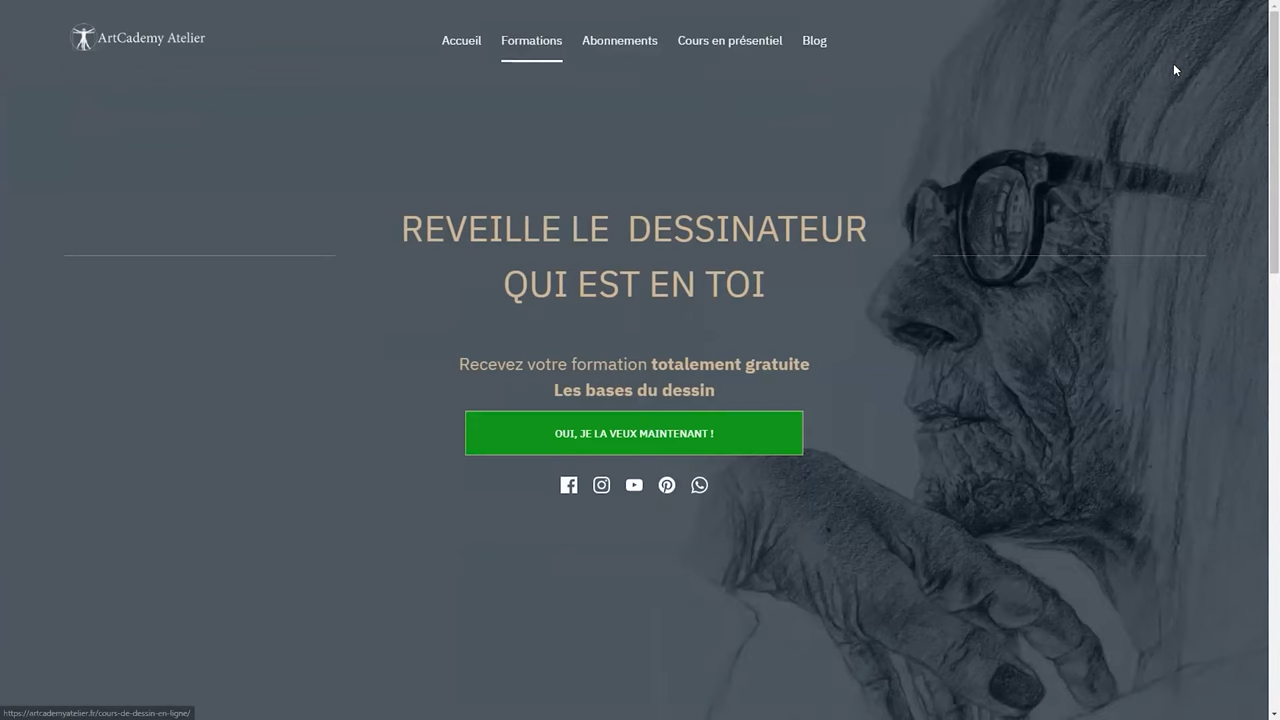 ArtCademy Atelier
Accueil Formations Abonnements Cours en présentiel Blog
REVEILLE LE DESSINATEUR
QUI EST EN TOI
Recevez votre formation totalement gratuite
Les bases du dessin
OUI, JE LA VEUX MAINTENANT !
https://artcademyatelier.fr/cours-de-dessin-en-ligne/